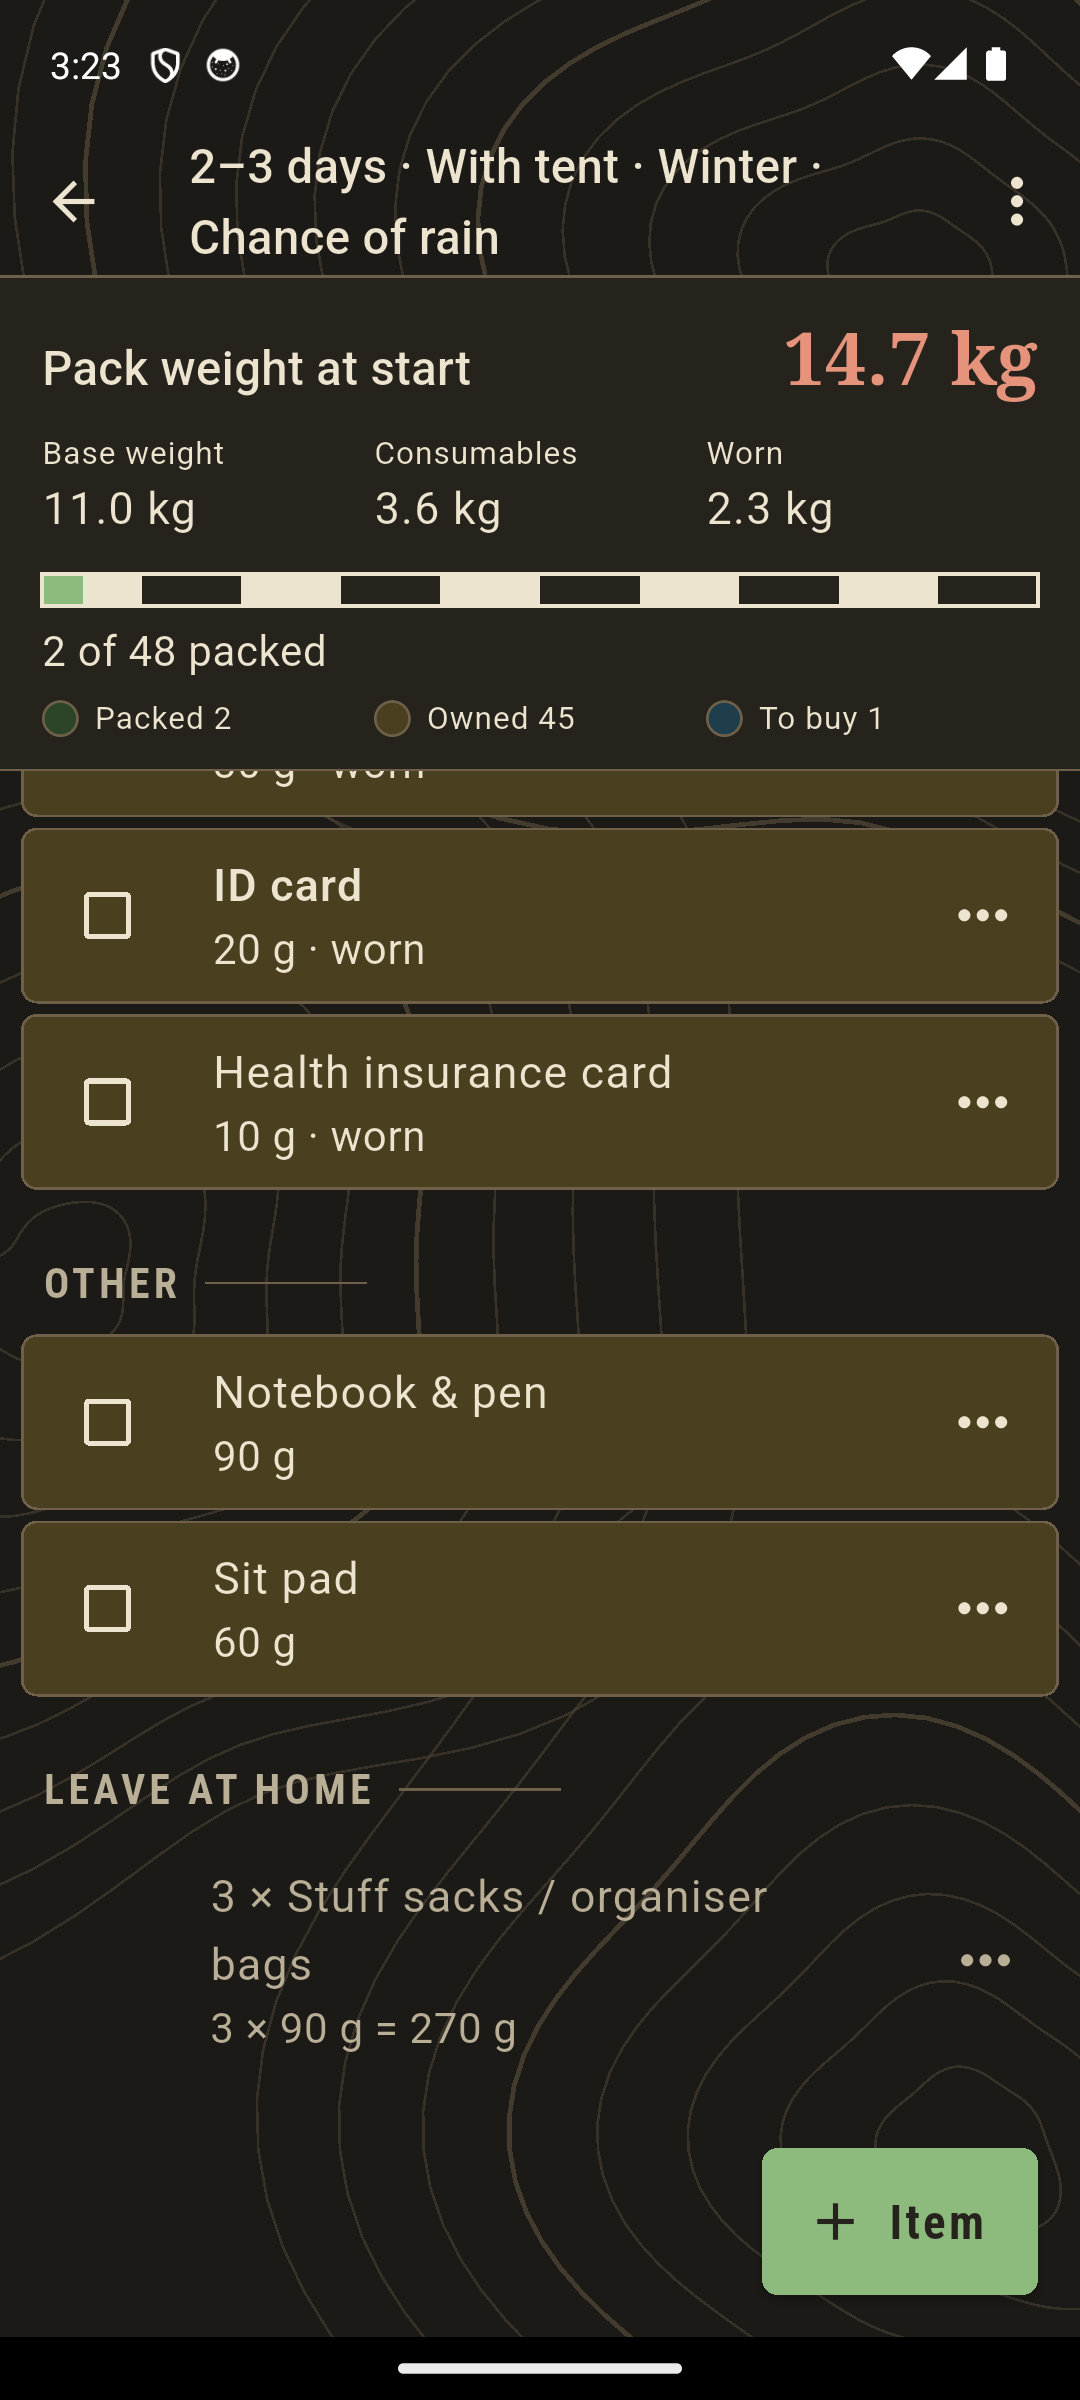 3:23
2–3 days · With tent · Winter ·
Chance of rain
Pack weight at start
14.7 kg
Base weight
Consumables
Worn
11.0 kg
3.6 kg
2.3 kg
2 of 48 packed
Packed 2
Owned 45
To buy 1
ID card
20 g · worn
Health insurance card
10 g · worn
OTHER
Notebook & pen
90 g
Sit pad
60 g
LEAVE AT HOME
3 × Stuff sacks / organiser
bags
3 × 90 g = 270 g
+ Item